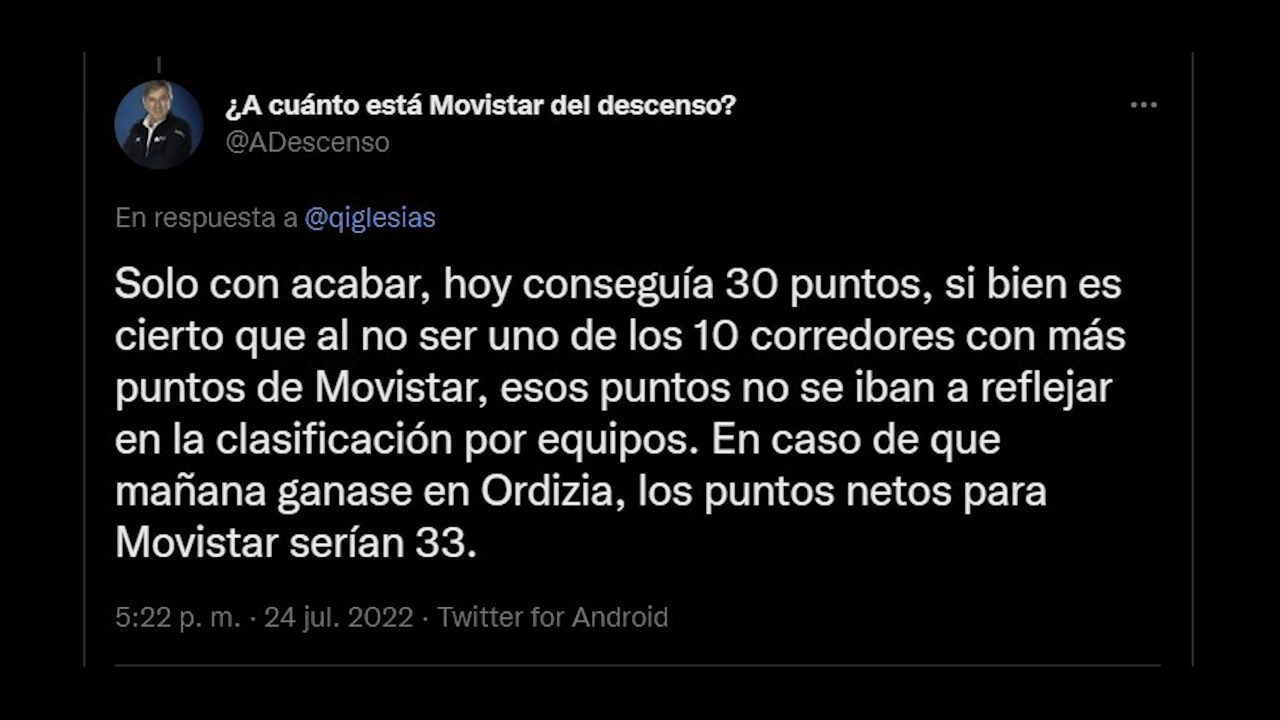 ¿A cuánto está Movistar del descenso?
@ADescenso
En respuesta a @qiglesias
Solo con acabar, hoy conseguía 30 puntos, si bien es
cierto que al no ser uno de los 10 corredores con más
puntos de Movistar, esos puntos no se iban a reflejar
en la clasificación por equipos. En caso de que
mañana ganase en Ordizia, los puntos netos para
Movistar serían 33.
5:22 p. m. · 24 jul. 2022 · Twitter for Android